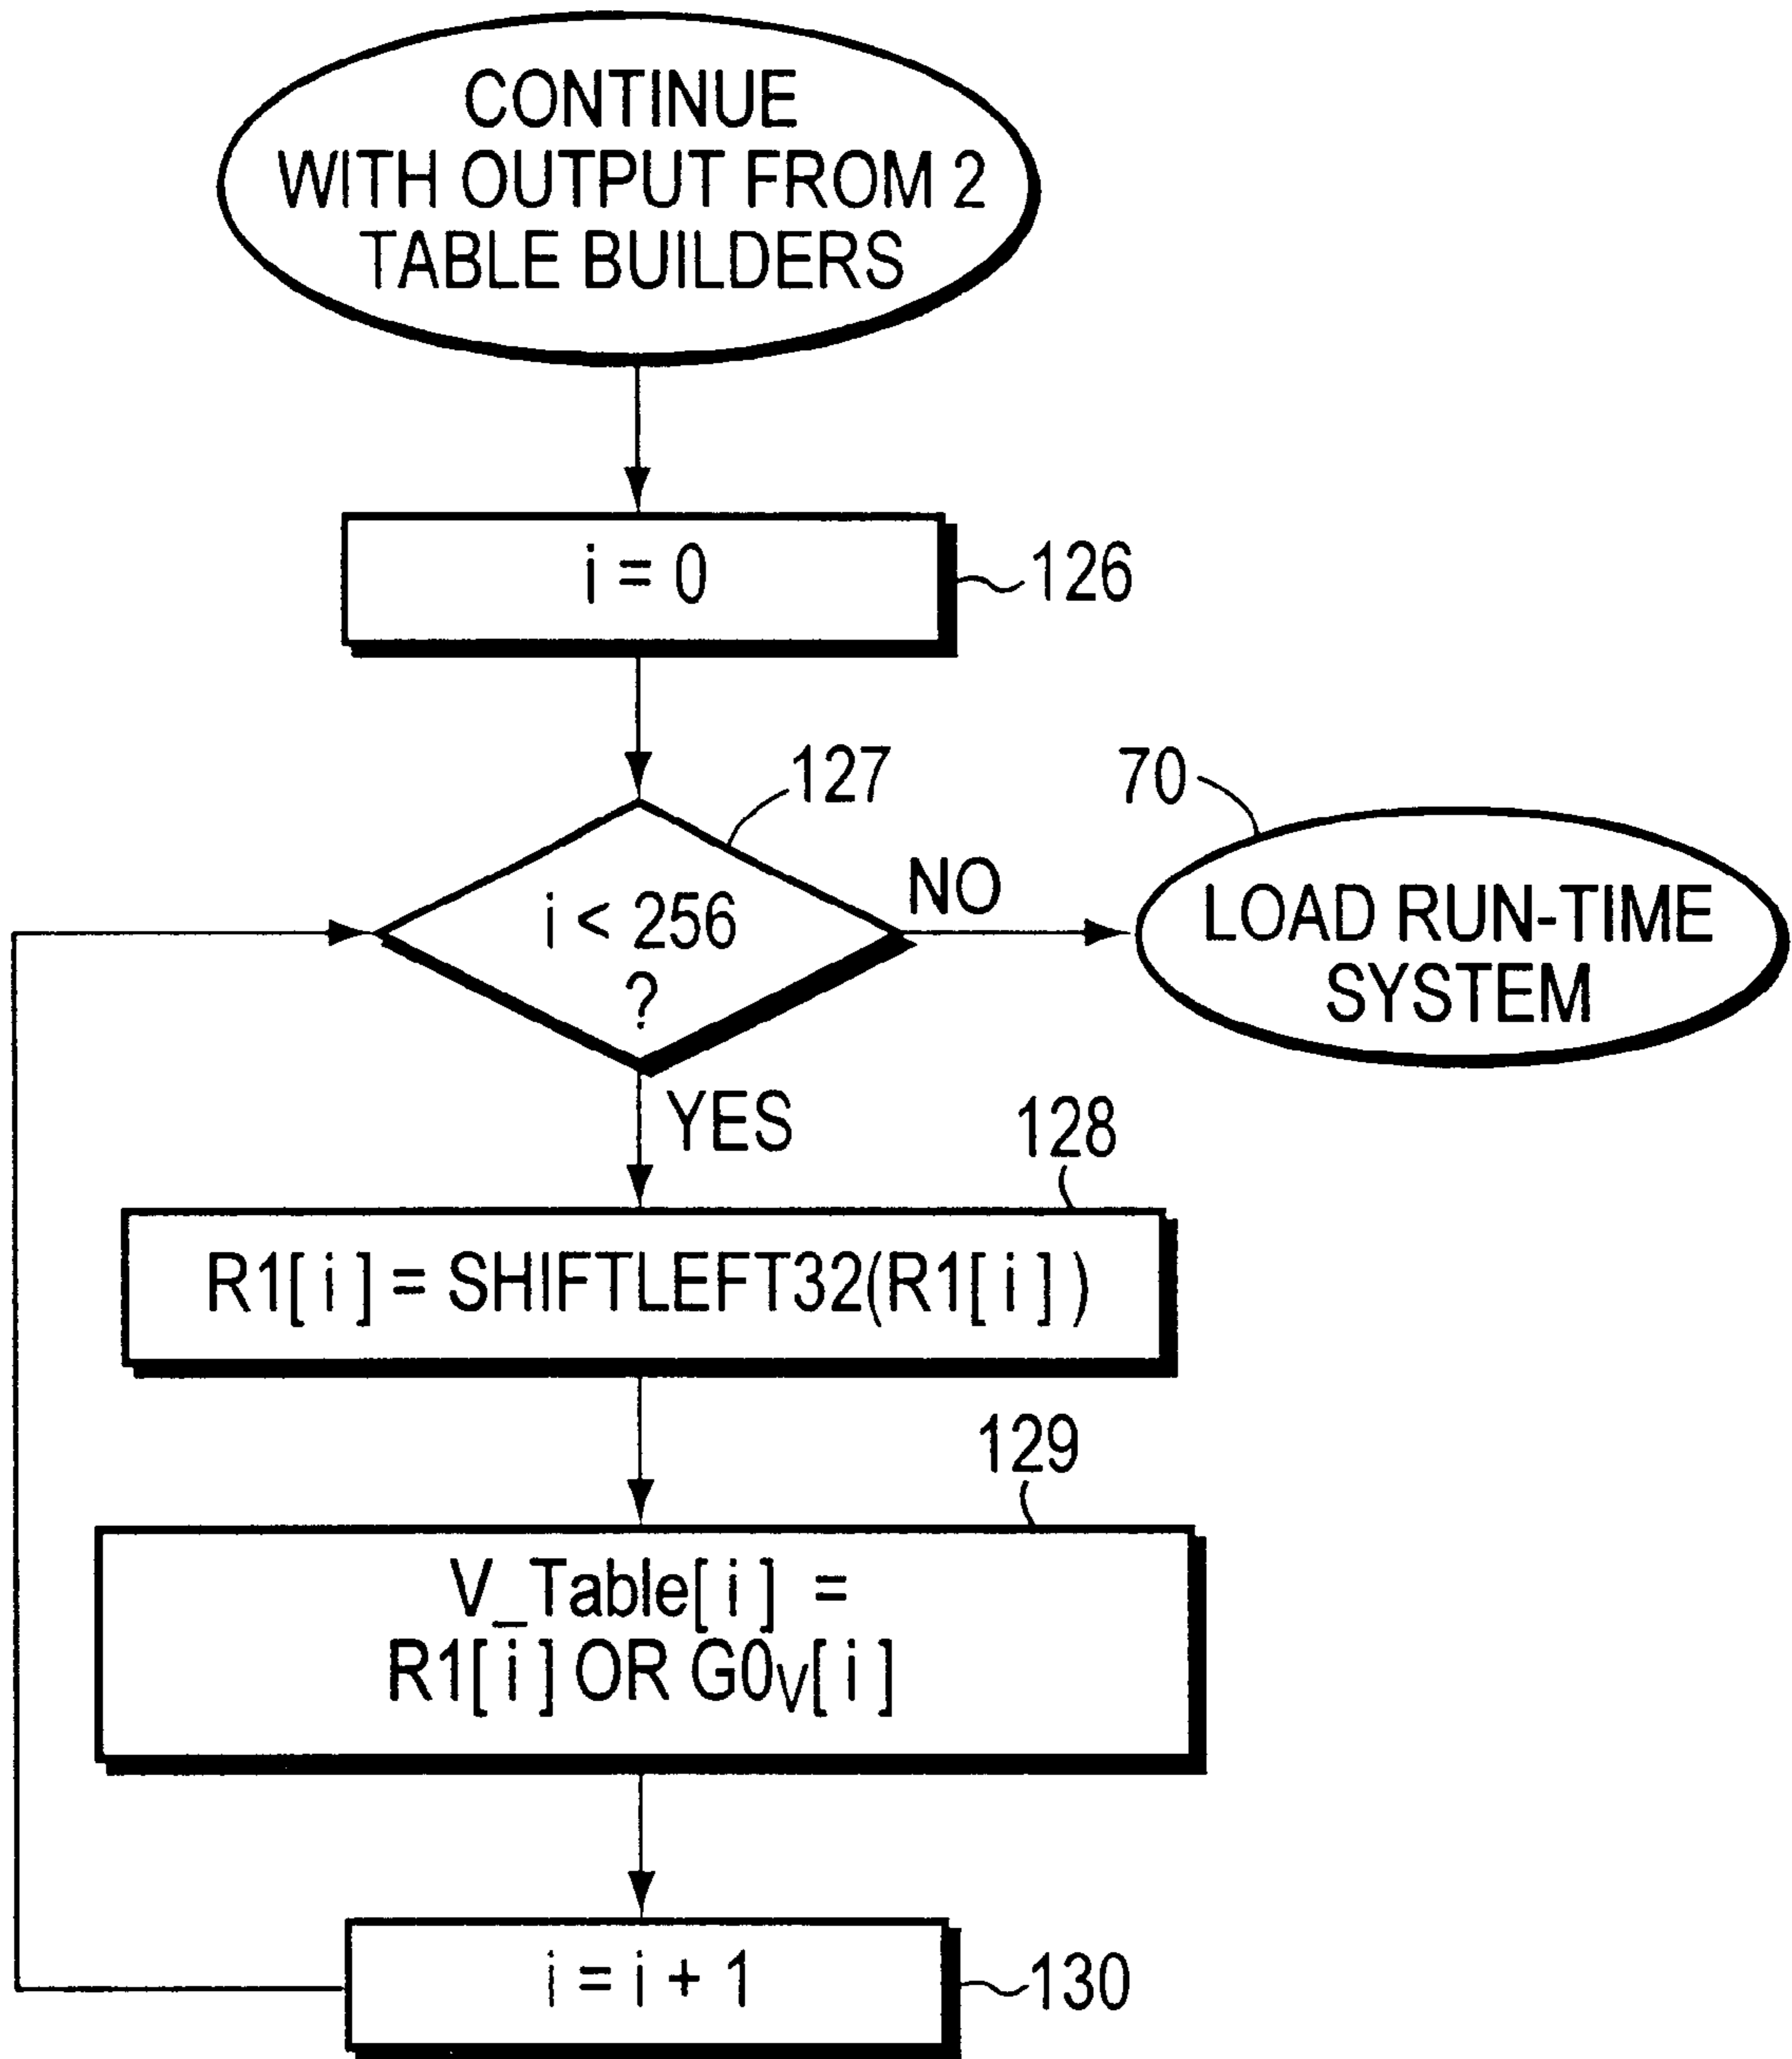 CONTINUE
WITH OUTPUT FROM 2
TABLE BUILDERS
i = 0
126
127
70
i < 256
?
NO
LOAD RUN-TIME
SYSTEM
YES
128
R1[ i ] = SHIFTLEFT32(R1[ i ] )
129
V_Table[ i ] =
R1[ i ] OR G0V[ i ]
i = i + 1
130